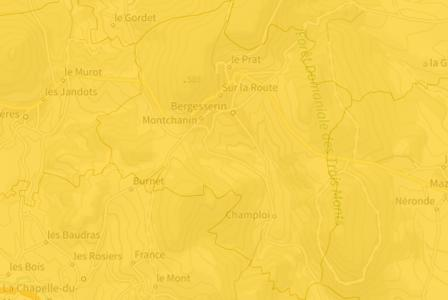 le Gordet
le Prat
le Murot
Sur la Route
les Jandots
Bergesserin
Montchanin
Forêt Domaniale des Trois Monts
Burnet
Néronde
Champloi
les Baudras
les Rosiers
France
les Bois
le Mont
La Chapelle-du-